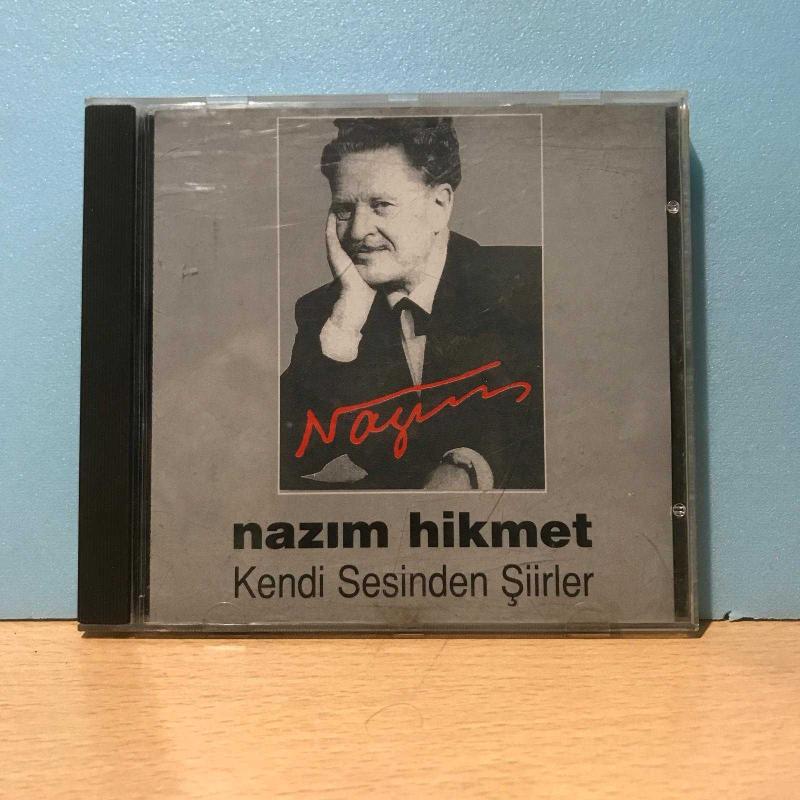 Nazım
nazım hikmet
Kendi Sesinden Şiirler